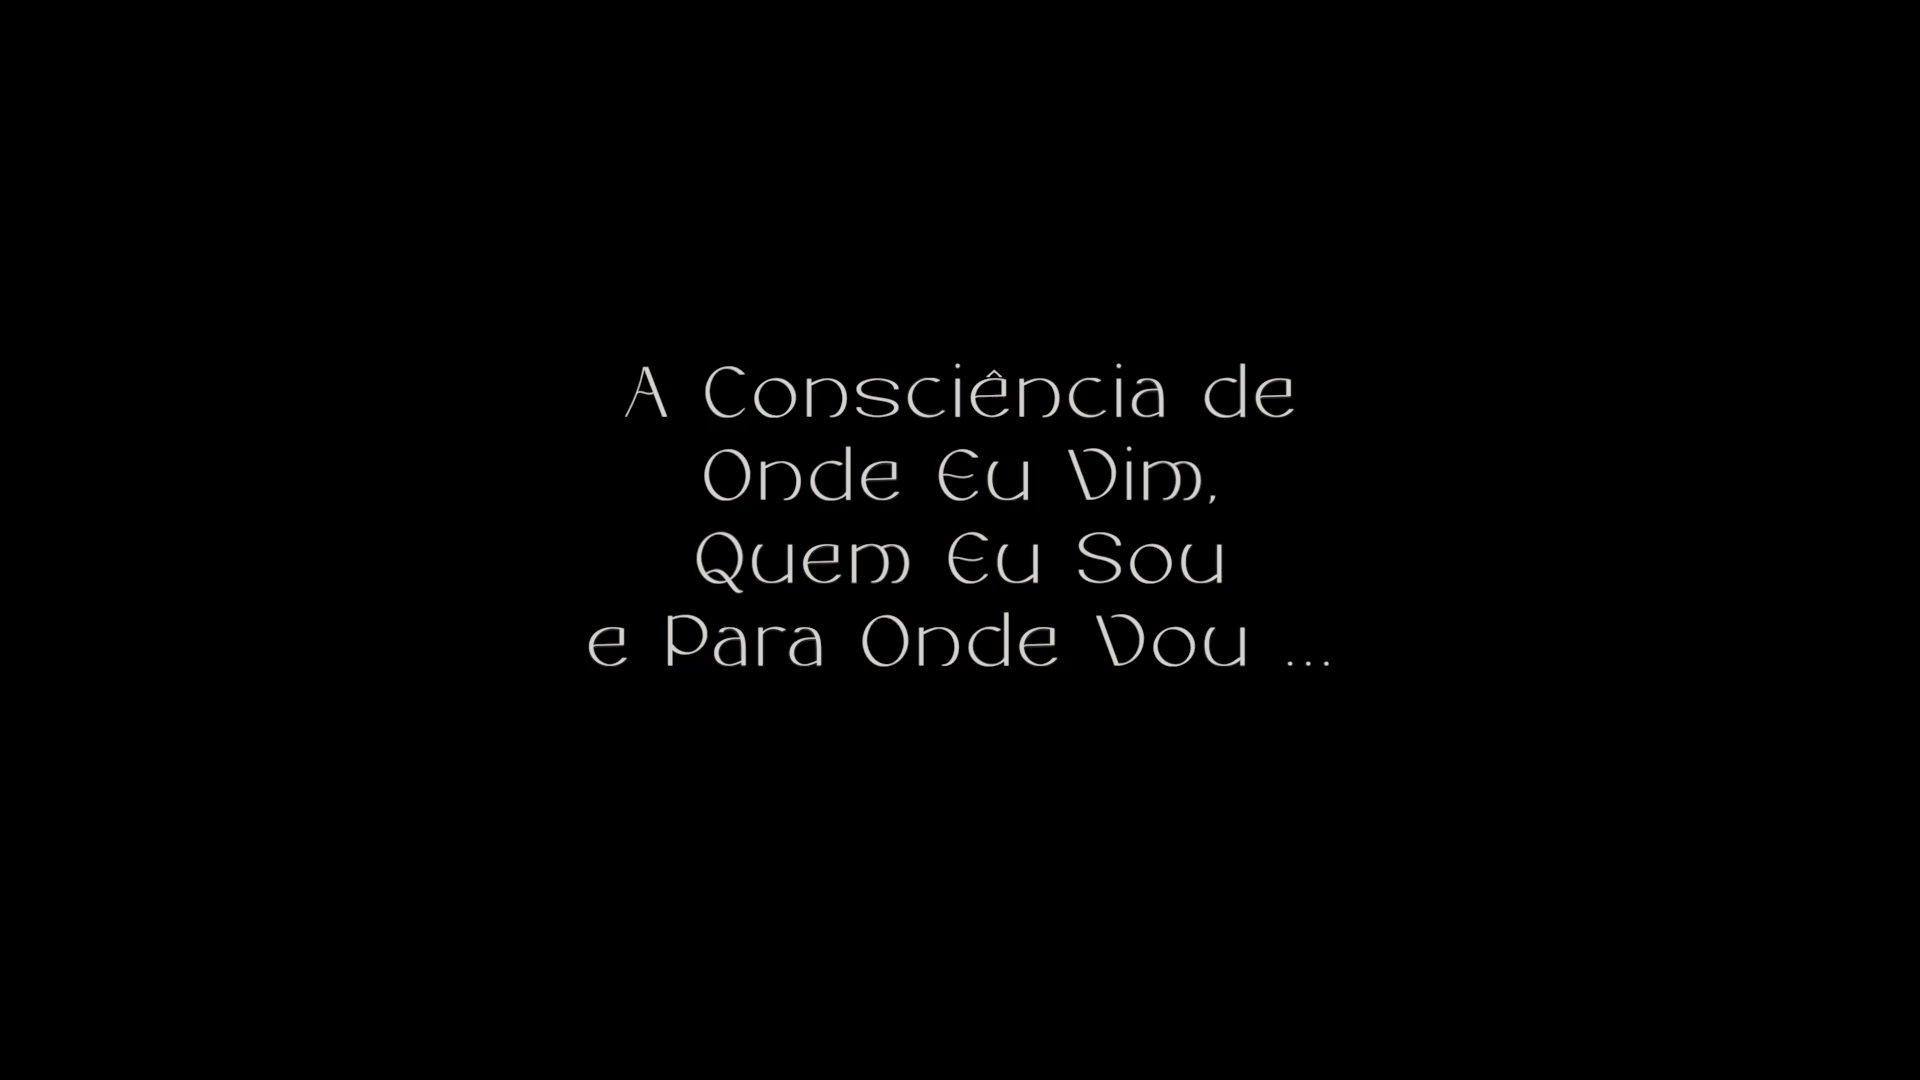 A Consciência de
Onde Eu Vim,
Quem Eu Sou
e Para Onde Vou ...